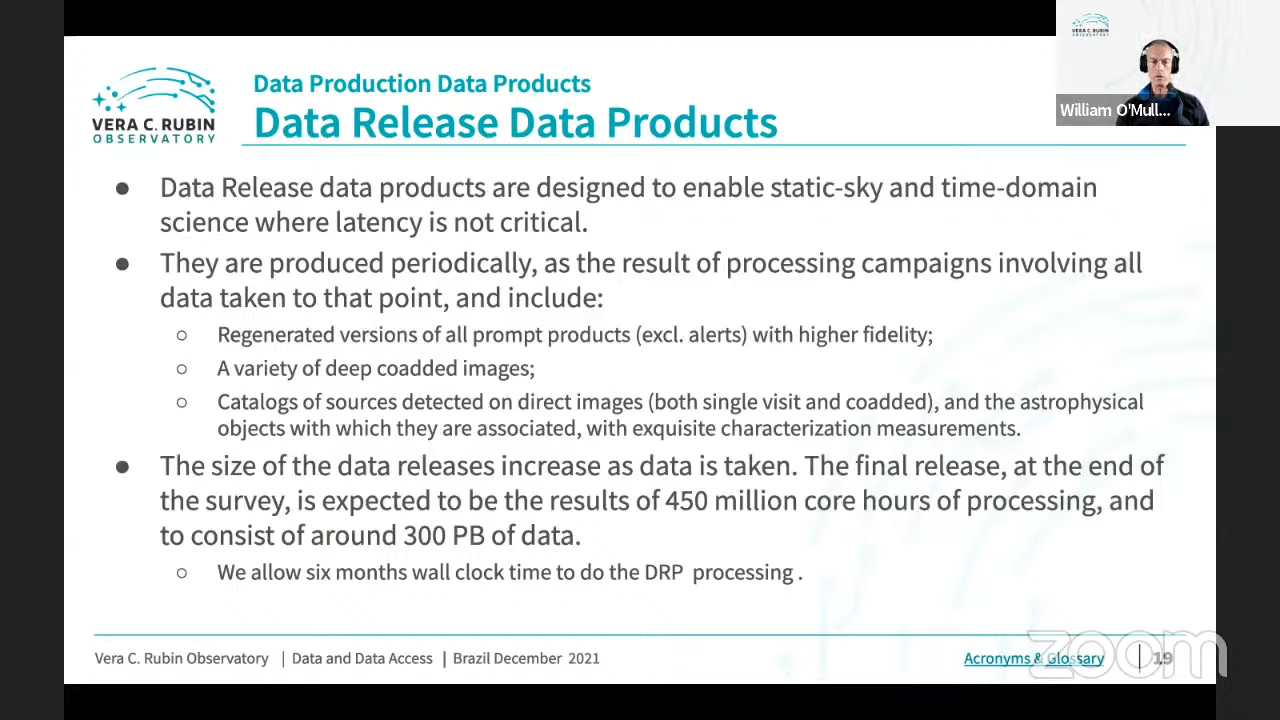 VERA C. RUBIN
OBSERVATORY
William O'Mull...
Data Production Data Products
Data Release Data Products
VERA C. RUBIN
OBSERVATORY
● Data Release data products are designed to enable static-sky and time-domain
science where latency is not critical.
● They are produced periodically, as the result of processing campaigns involving all
data taken to that point, and include:
○ Regenerated versions of all prompt products (excl. alerts) with higher fidelity;
○ A variety of deep coadded images;
○ Catalogs of sources detected on direct images (both single visit and coadded), and the astrophysical
objects with which they are associated, with exquisite characterization measurements.
● The size of the data releases increase as data is taken. The final release, at the end of
the survey, is expected to be the results of 450 million core hours of processing, and
to consist of around 300 PB of data.
○ We allow six months wall clock time to do the DRP processing .
Vera C. Rubin Observatory | Data and Data Access | Brazil December 2021
Acronyms & Glossary | 19
zoom